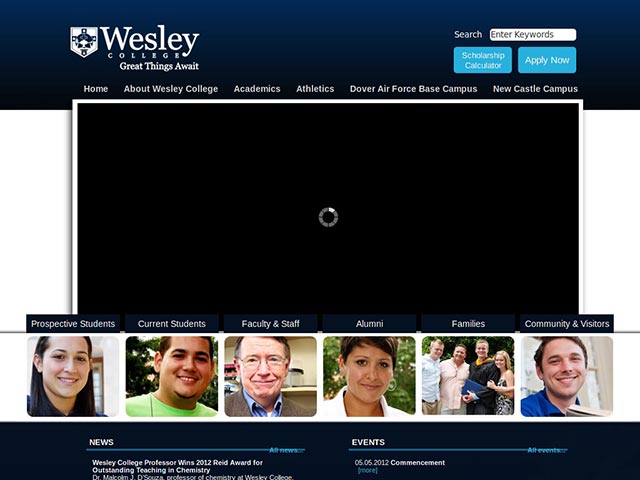 Wesley
COLLEGE
Great Things Await
Search Enter Keywords
Scholarship
Calculator
Apply Now
Home About Wesley College Academics Athletics Dover Air Force Base Campus New Castle Campus
Prospective Students Current Students Faculty & Staff Alumni Families Community & Visitors
NEWS
All news...
Wesley College Professor Wins 2012 Reid Award for
Outstanding Teaching in Chemistry
Dr. Malcolm J. D'Souza, professor of chemistry at Wesley College,
EVENTS
All events...
05.05.2012 Commencement
[more]